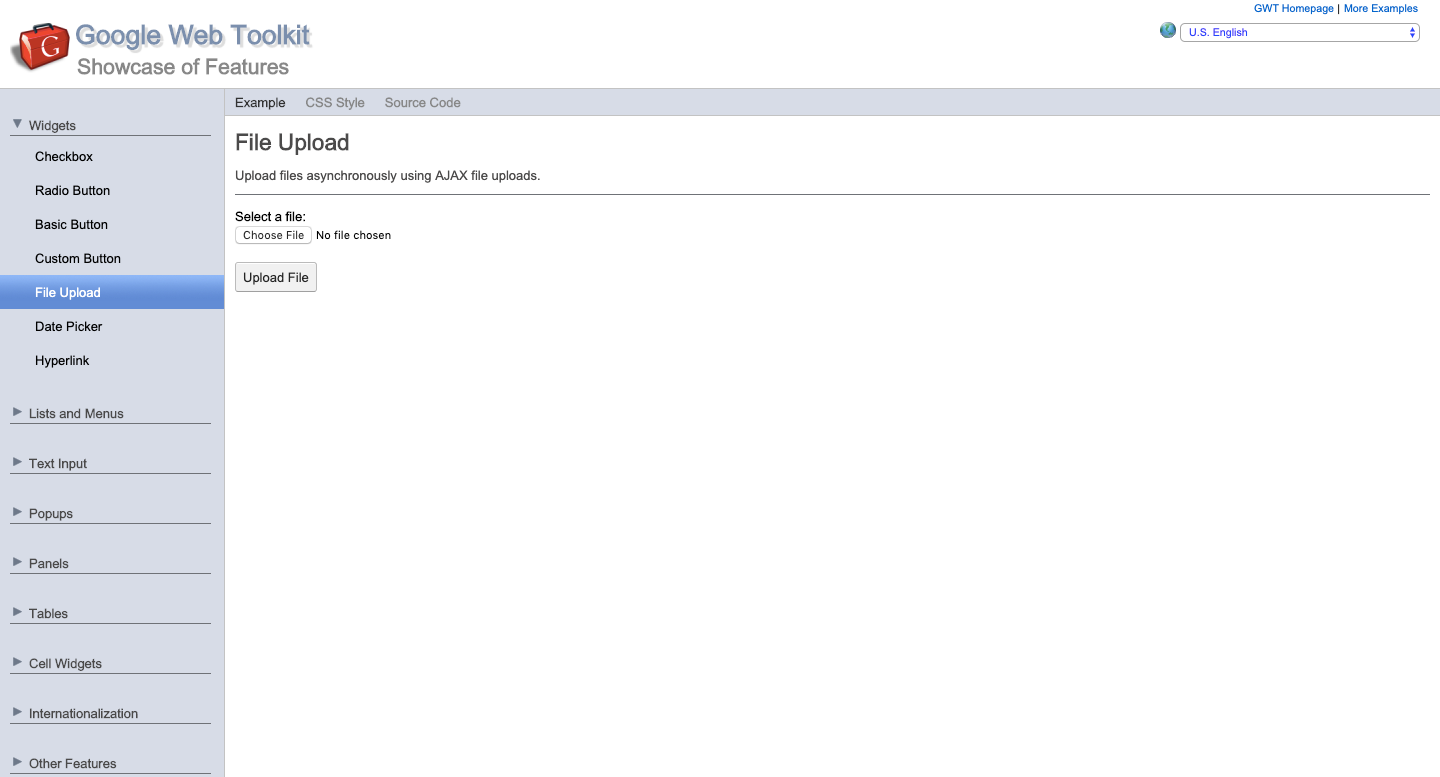 GWT Homepage | More Examples
Google Web Toolkit
Showcase of Features
U.S. English
Example CSS Style Source Code
Widgets
Checkbox
Radio Button
Basic Button
Custom Button
File Upload
Date Picker
Hyperlink
Lists and Menus
Text Input
Popups
Panels
Tables
Cell Widgets
Internationalization
Other Features
File Upload
Upload files asynchronously using AJAX file uploads.
Select a file:
Choose File No file chosen
Upload File